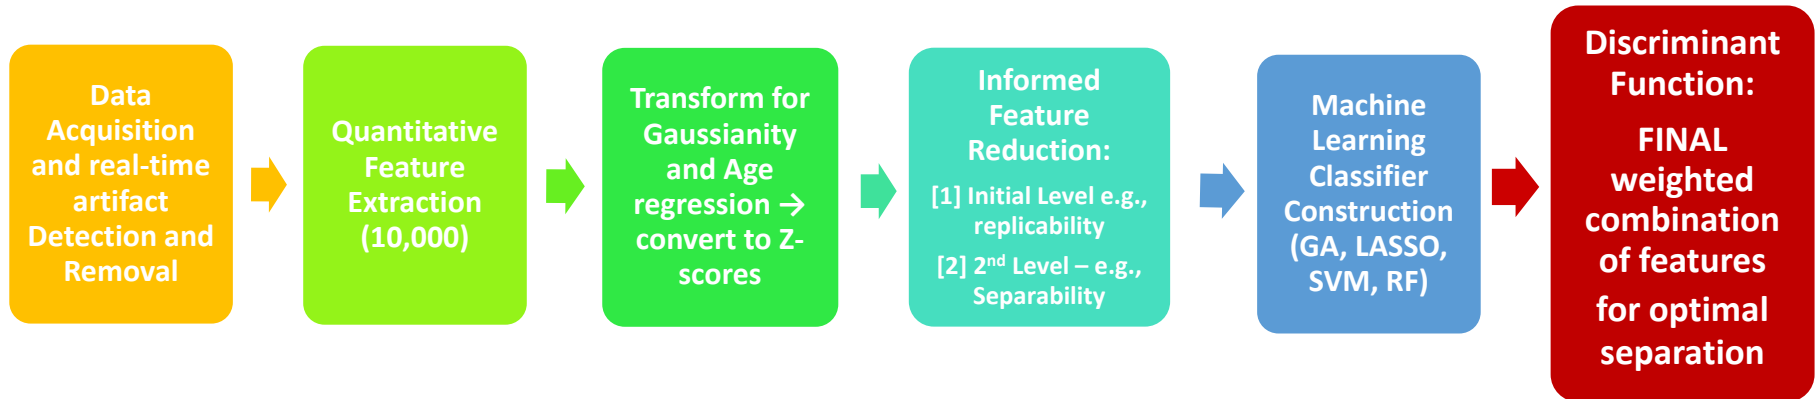 Data
Acquisition
and real-time
artifact
Detection and
Removal
Quantitative
Feature
Extraction
(10,000)
Transform for
Gaussianity
and Age
regression →
convert to Z-
scores
Informed
Feature
Reduction:
[1] Initial Level e.g.,
replicability
[2] 2nd Level – e.g.,
Separability
Machine
Learning
Classifier
Construction
(GA, LASSO,
SVM, RF)
Discriminant
Function:
FINAL
weighted
combination
of features
for optimal
separation